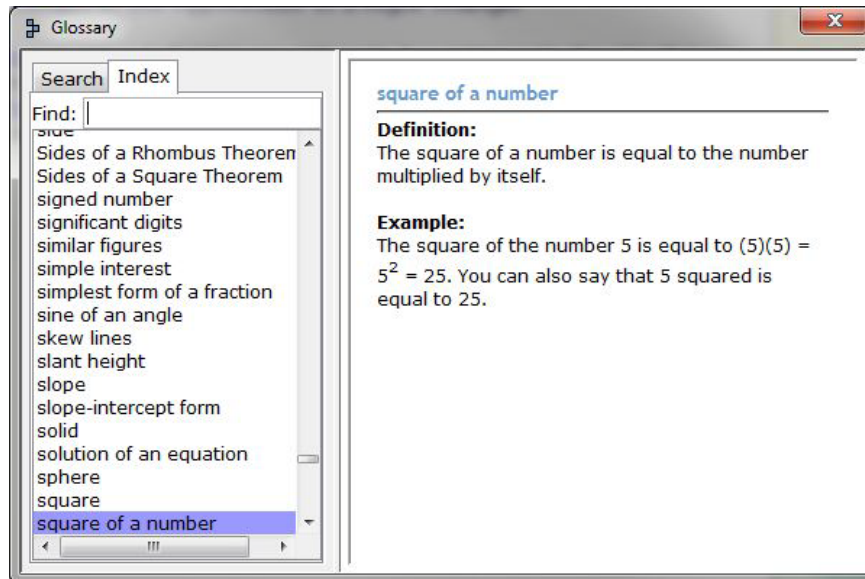 Glossary
x
Search Index
Find:
side
Sides of a Rhombus Theorem
Sides of a Square Theorem
signed number
significant digits
similar figures
simple interest
simplest form of a fraction
sine of an angle
skew lines
slant height
slope
slope-intercept form
solid
solution of an equation
sphere
square
square of a number
square of a number
Definition:
The square of a number is equal to the number
multiplied by itself.
Example:
The square of the number 5 is equal to (5)(5) =
5² = 25. You can also say that 5 squared is
equal to 25.